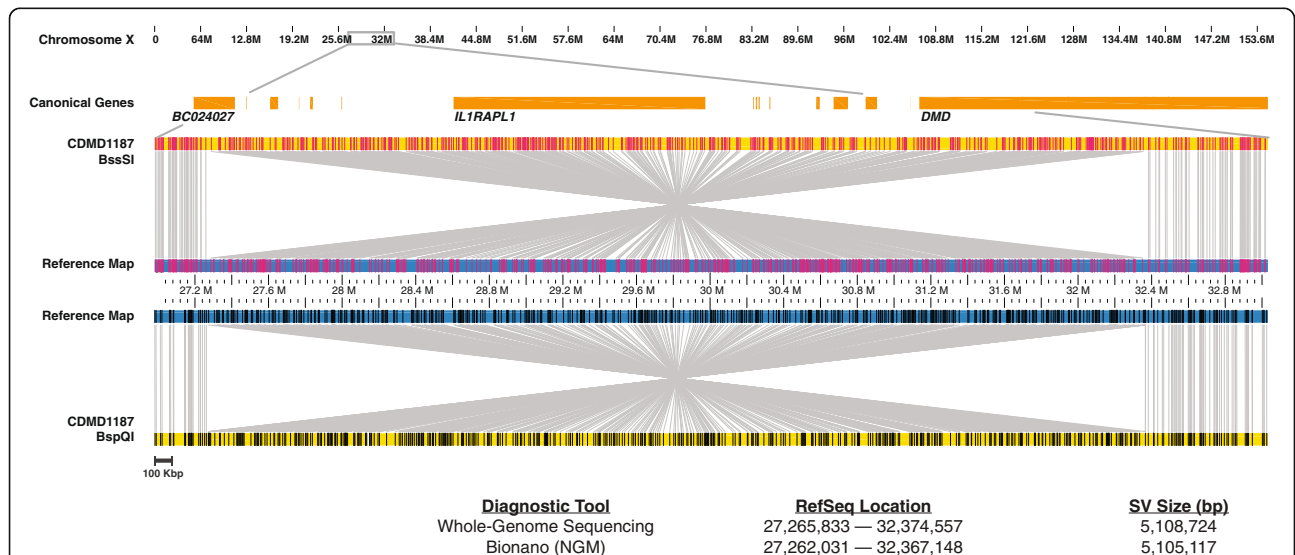 Chromosome X 0 64M 12.8M 19.2M 25.6M 32M 38.4M 44.8M 51.6M 57.6M 64M 70.4M 76.8M 83.2M 89.6M 96M 102.4M 108.8M 115.2M 121.6M 128M 134.4M 140.8M 147.2M 153.6M
Canonical Genes
BC024027 IL1RAPL1 DMD
CDMD1187
BssSI
Reference Map
27.2 M 27.6 M 28 M 28.4 M 28.8 M 29.2 M 29.6 M 30 M 30.4 M 30.8 M 31.2 M 31.6 M 32 M 32.4 M 32.8 M
Reference Map
CDMD1187
BspQI
100 Kbp
Diagnostic Tool RefSeq Location SV Size (bp)
Whole-Genome Sequencing 27,265,833 — 32,374,557 5,108,724
Bionano (NGM) 27,262,031 — 32,367,148 5,105,117